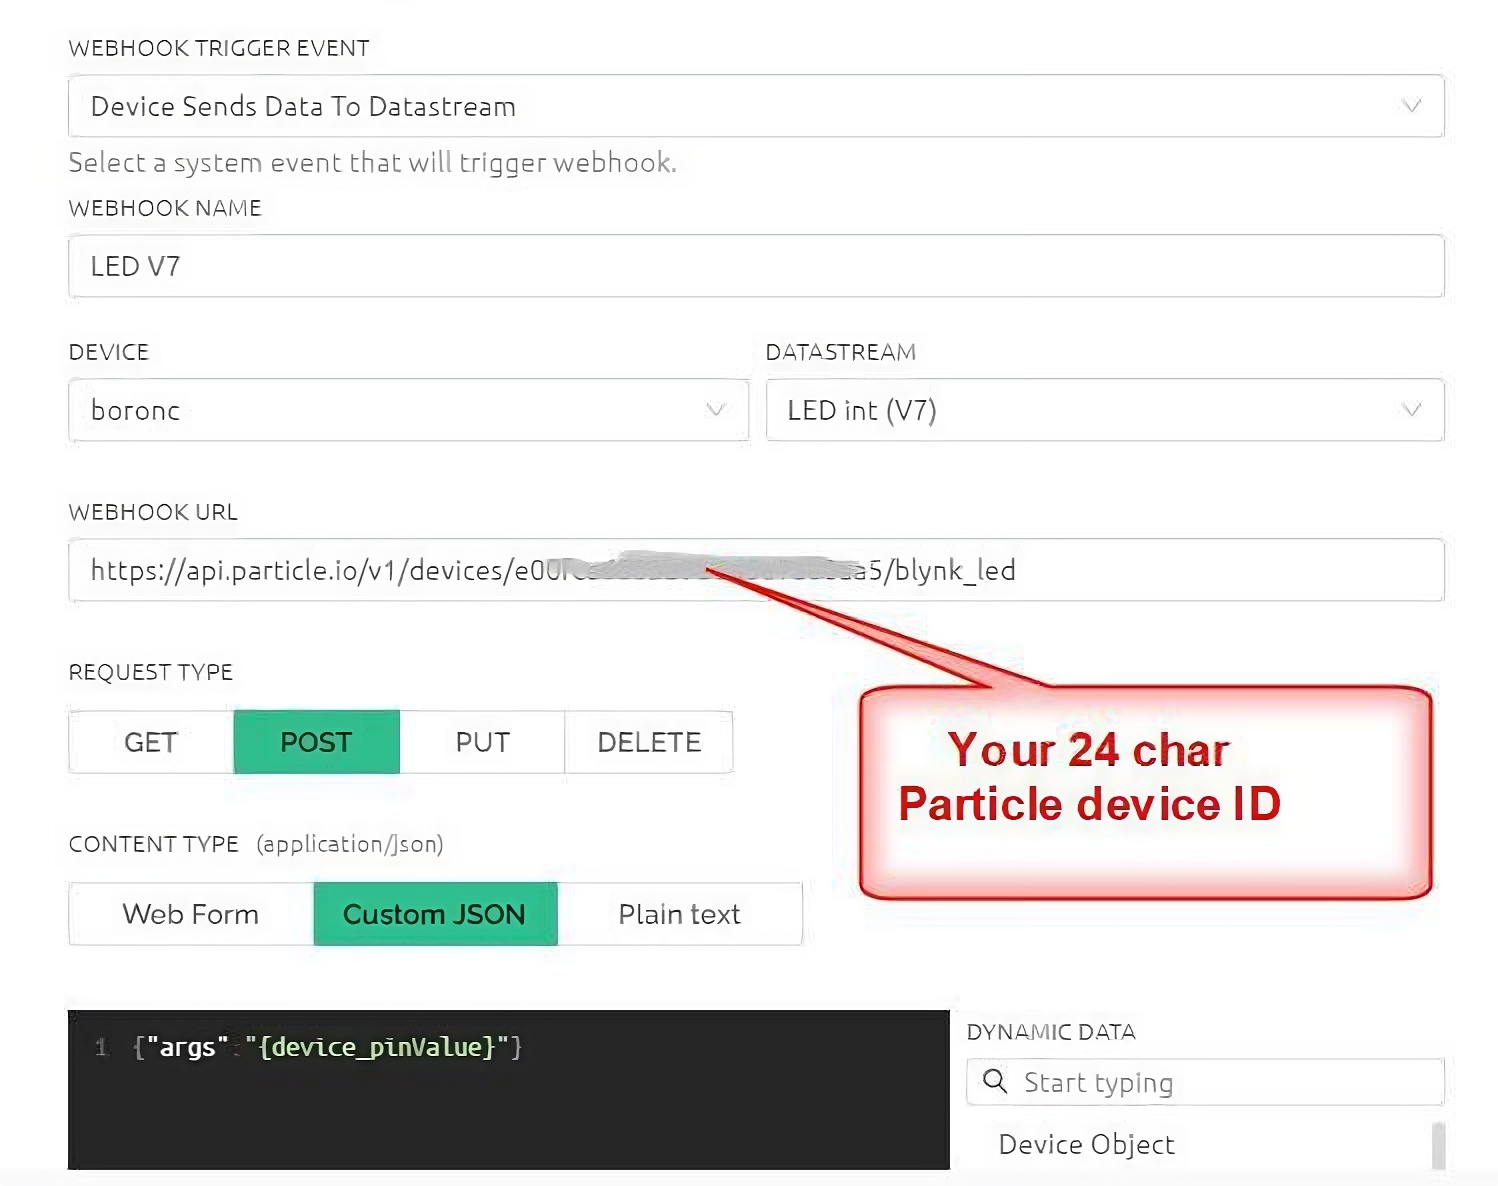 WEBHOOK TRIGGER EVENT
Device Sends Data To Datastream
Select a system event that will trigger webhook.
WEBHOOK NAME
LED V7
DEVICE
DATASTREAM
boronc
LED int (V7)
WEBHOOK URL
https://api.particle.io/v1/devices/e00 a5/blynk_led
REQUEST TYPE
GET POST PUT DELETE
Your 24 char
Particle device ID
CONTENT TYPE (application/json)
Web Form Custom JSON Plain text
1 {"args": "{device_pinValue}"}
DYNAMIC DATA
Start typing
Device Object